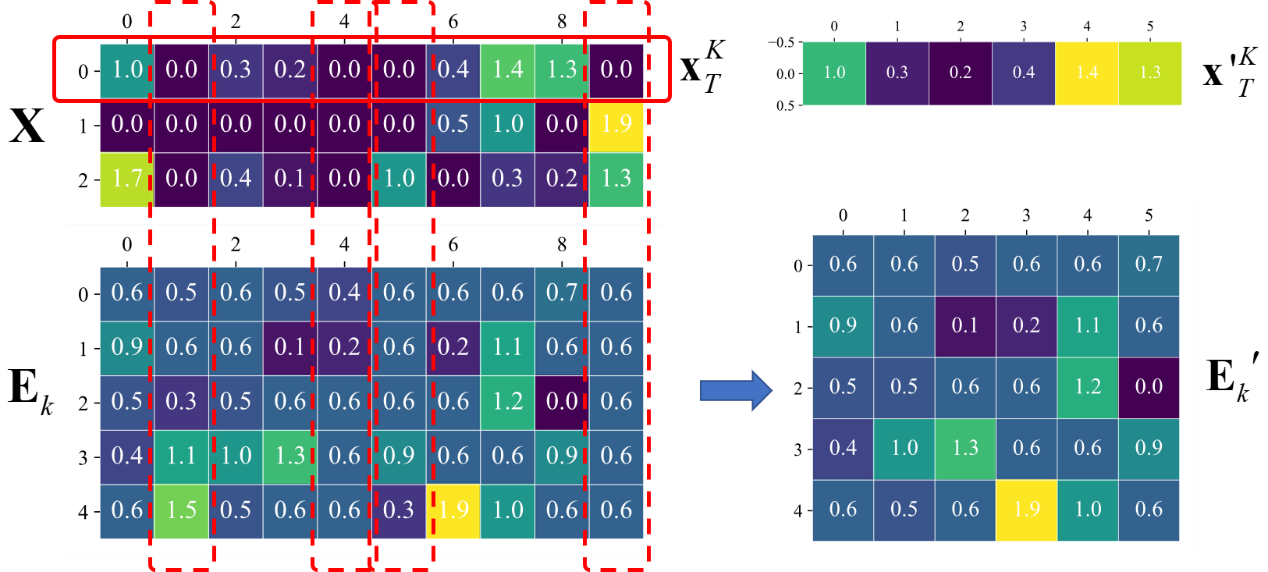 0 2 4 6 8
0 1.0 0.0 0.3 0.2 0.0 0.0 0.4 1.4 1.3 0.0
1 0.0 0.0 0.0 0.0 0.0 0.0 0.5 1.0 0.0 1.9
2 1.7 0.0 0.4 0.1 0.0 1.0 0.0 0.3 0.2 1.3
X
x_T^K
0 1 2 3 4 5
−0.5
0.0 1.0 0.3 0.2 0.4 1.4 1.3
0.5
x'_T^K
0 2 4 6 8
0 0.6 0.5 0.6 0.5 0.4 0.6 0.6 0.6 0.7 0.6
1 0.9 0.6 0.6 0.1 0.2 0.6 0.2 1.1 0.6 0.6
2 0.5 0.3 0.5 0.6 0.6 0.6 0.6 1.2 0.0 0.6
3 0.4 1.1 1.0 1.3 0.6 0.9 0.6 0.6 0.9 0.6
4 0.6 1.5 0.5 0.6 0.6 0.3 1.9 1.0 0.6 0.6
E_k
0 1 2 3 4 5
0 0.6 0.6 0.5 0.6 0.6 0.7
1 0.9 0.6 0.1 0.2 1.1 0.6
2 0.5 0.5 0.6 0.6 1.2 0.0
3 0.4 1.0 1.3 0.6 0.6 0.9
4 0.6 0.5 0.6 1.9 1.0 0.6
E_k'